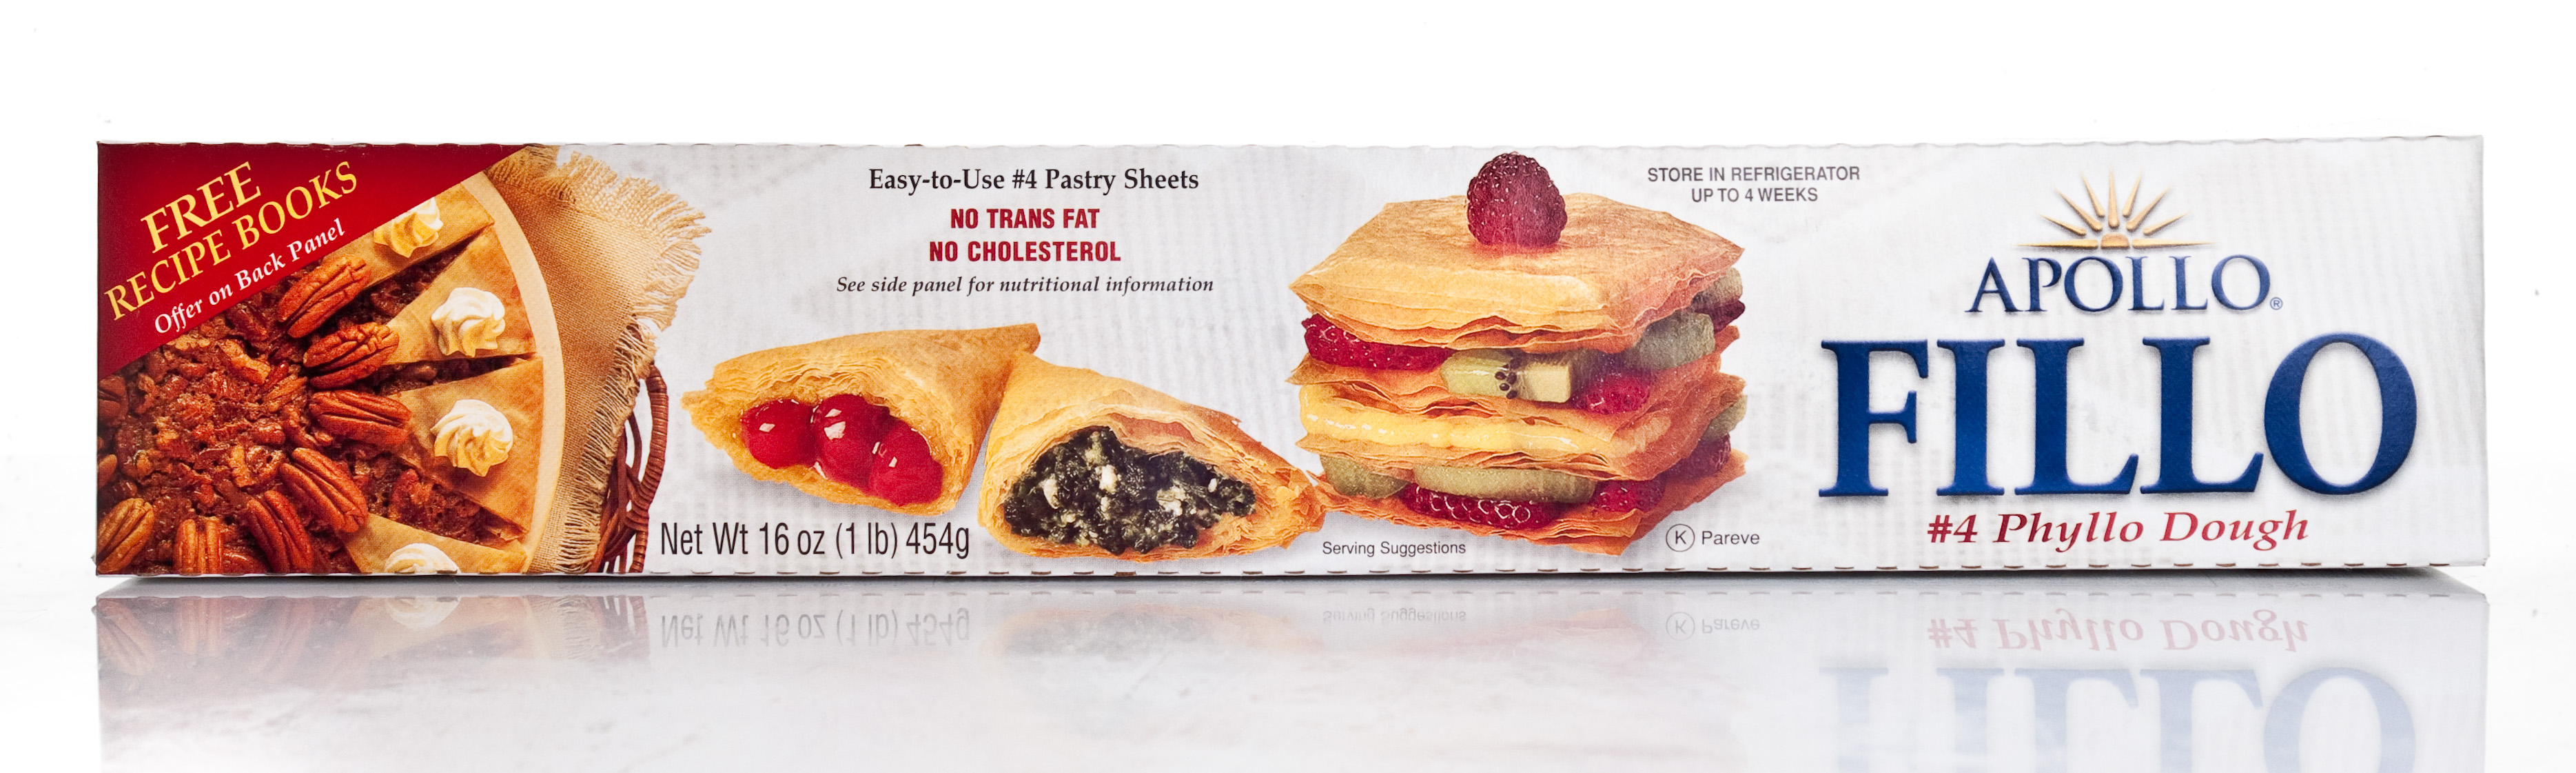 FREE
RECIPE BOOKS
Offer on Back Panel
Easy-to-Use #4 Pastry Sheets
NO TRANS FAT
NO CHOLESTEROL
See side panel for nutritional information
Net Wt 16 oz (1 lb) 454g
Serving Suggestions
STORE IN REFRIGERATOR
UP TO 4 WEEKS
K Pareve
APOLLO®
FILLO
#4 Phyllo Dough